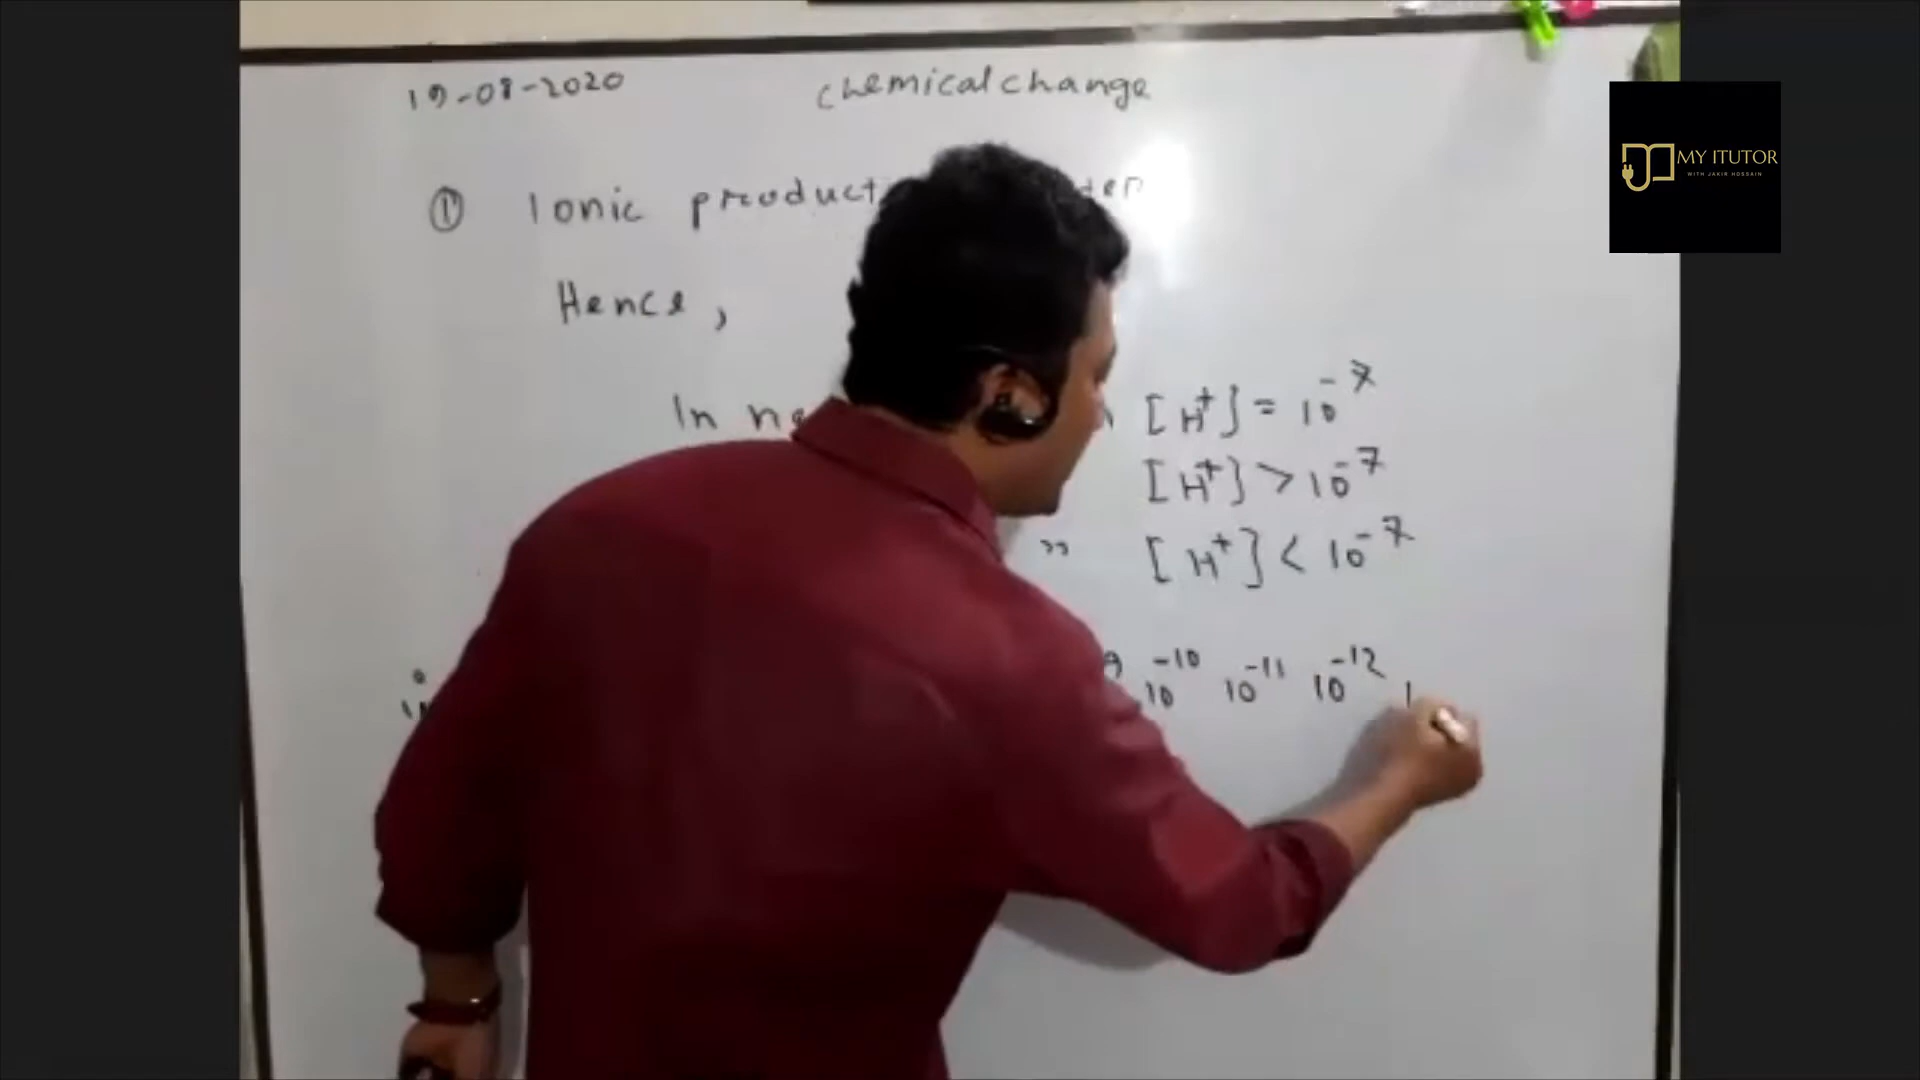 19-08-2020 chemical change
① Ionic product
Hence,
In [H⁺] = 10⁻⁷
[H⁺] > 10⁻⁷
" [H⁺] < 10⁻⁷
10⁻¹⁰ 10⁻¹¹ 10⁻¹²
MY ITUTOR
WITH JAKIR HOSSAIN